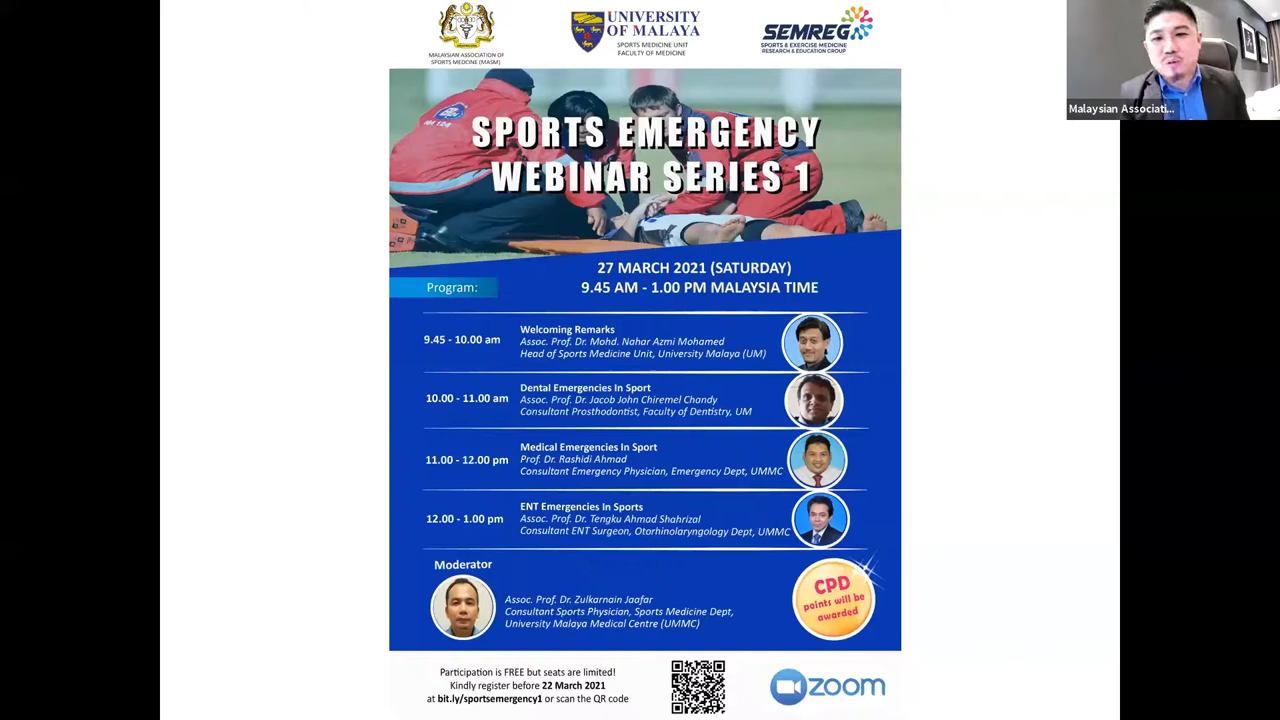 MALAYSIAN ASSOCIATION OF
SPORTS MEDCINE (MASM)
UNIVERSITY
OF MALAYA
SPORTS MEDICINE UNIT
FACULTY OF MEDICINE
SEMREG
SPORTS & EXERCISE MEDICINE
RESEARCH & EDUCATION GROUP
Malaysian Associati...
SPORTS EMERGENCY
WEBINAR SERIES 1
27 MARCH 2021 (SATURDAY)
9.45 AM - 1.00 PM MALAYSIA TIME
Program:
9.45 - 10.00 am
Welcoming Remarks
Assoc. Prof. Dr. Mohd. Nahar Azmi Mohamed
Head of Sports Medicine Unit, University Malaya (UM)
10.00 - 11.00 am
Dental Emergencies In Sport
Assoc. Prof. Dr. Jacob John Chiremel Chandy
Consultant Prosthodontist, Faculty of Dentistry, UM
11.00 - 12.00 pm
Medical Emergencies In Sport
Prof. Dr. Rashidi Ahmad
Consultant Emergency Physician, Emergency Dept, UMMC
12.00 - 1.00 pm
ENT Emergencies In Sports
Assoc. Prof. Dr. Tengku Ahmad Shahrizal
Consultant ENT Surgeon, Otorhinolaryngology Dept, UMMC
Moderator
Assoc. Prof. Dr. Zulkarnain Jaafar
Consultant Sports Physician, Sports Medicine Dept,
University Malaya Medical Centre (UMMC)
CPD
points will be
awarded
Participation is FREE but seats are limited!
Kindly register before 22 March 2021
at bit.ly/sportsemergency1 or scan the QR code
zoom